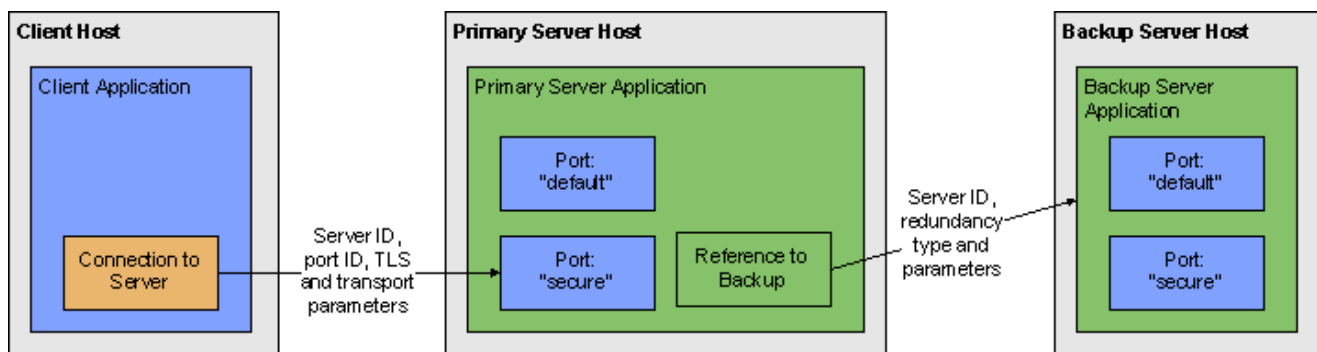 Client Host
Client Application
Connection to
Server
Server ID,
port ID, TLS
and transport
parameters
Primary Server Host
Primary Server Application
Port:
"default"
Port:
"secure"
Reference to
Backup
Server ID,
redundancy
type and
parameters
Backup Server Host
Backup Server
Application
Port:
"default"
Port:
"secure"